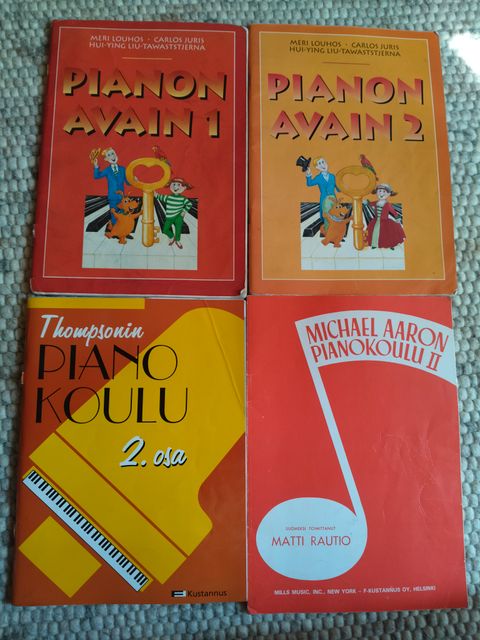 MERI LOUHOS • CARLOS JURIS
HUI-YING LIU-TAWASTSTJERNA
PIANON
AVAIN 1
MERI LOUHOS • CARLOS JURIS
HUI-YING LIU-TAWASTSTJERNA
PIANON
AVAIN 2
Thompsonin
PIANO
KOULU
2. osa
Kustannus
MICHAEL AARON
PIANOKOULU II
SUOMEKSI TOIMITTANUT
MATTI RAUTIO
MILLS MUSIC, INC., NEW YORK – F-KUSTANNUS OY, HELSINKI